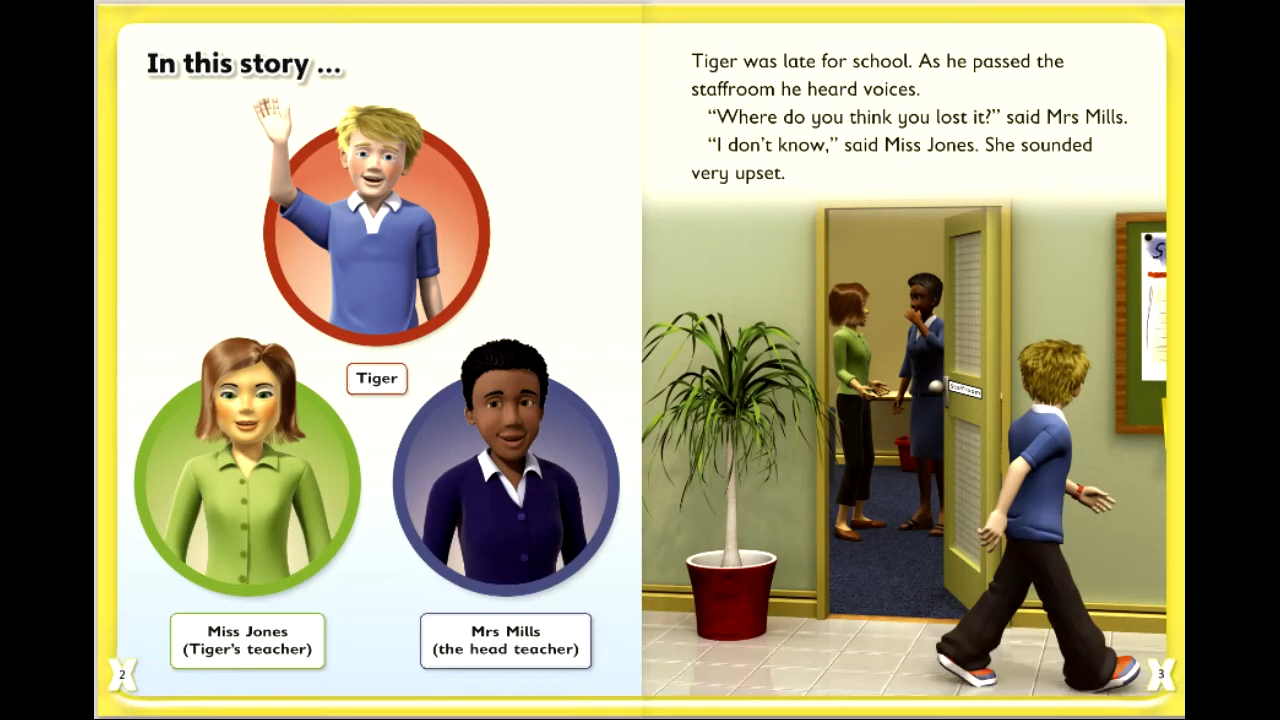 In this story ...
Tiger
Miss Jones
(Tiger's teacher)
Mrs Mills
(the head teacher)
2
Tiger was late for school. As he passed the
staffroom he heard voices.
“Where do you think you lost it?” said Mrs Mills.
“I don't know,” said Miss Jones. She sounded
very upset.
Staffroom
S
3